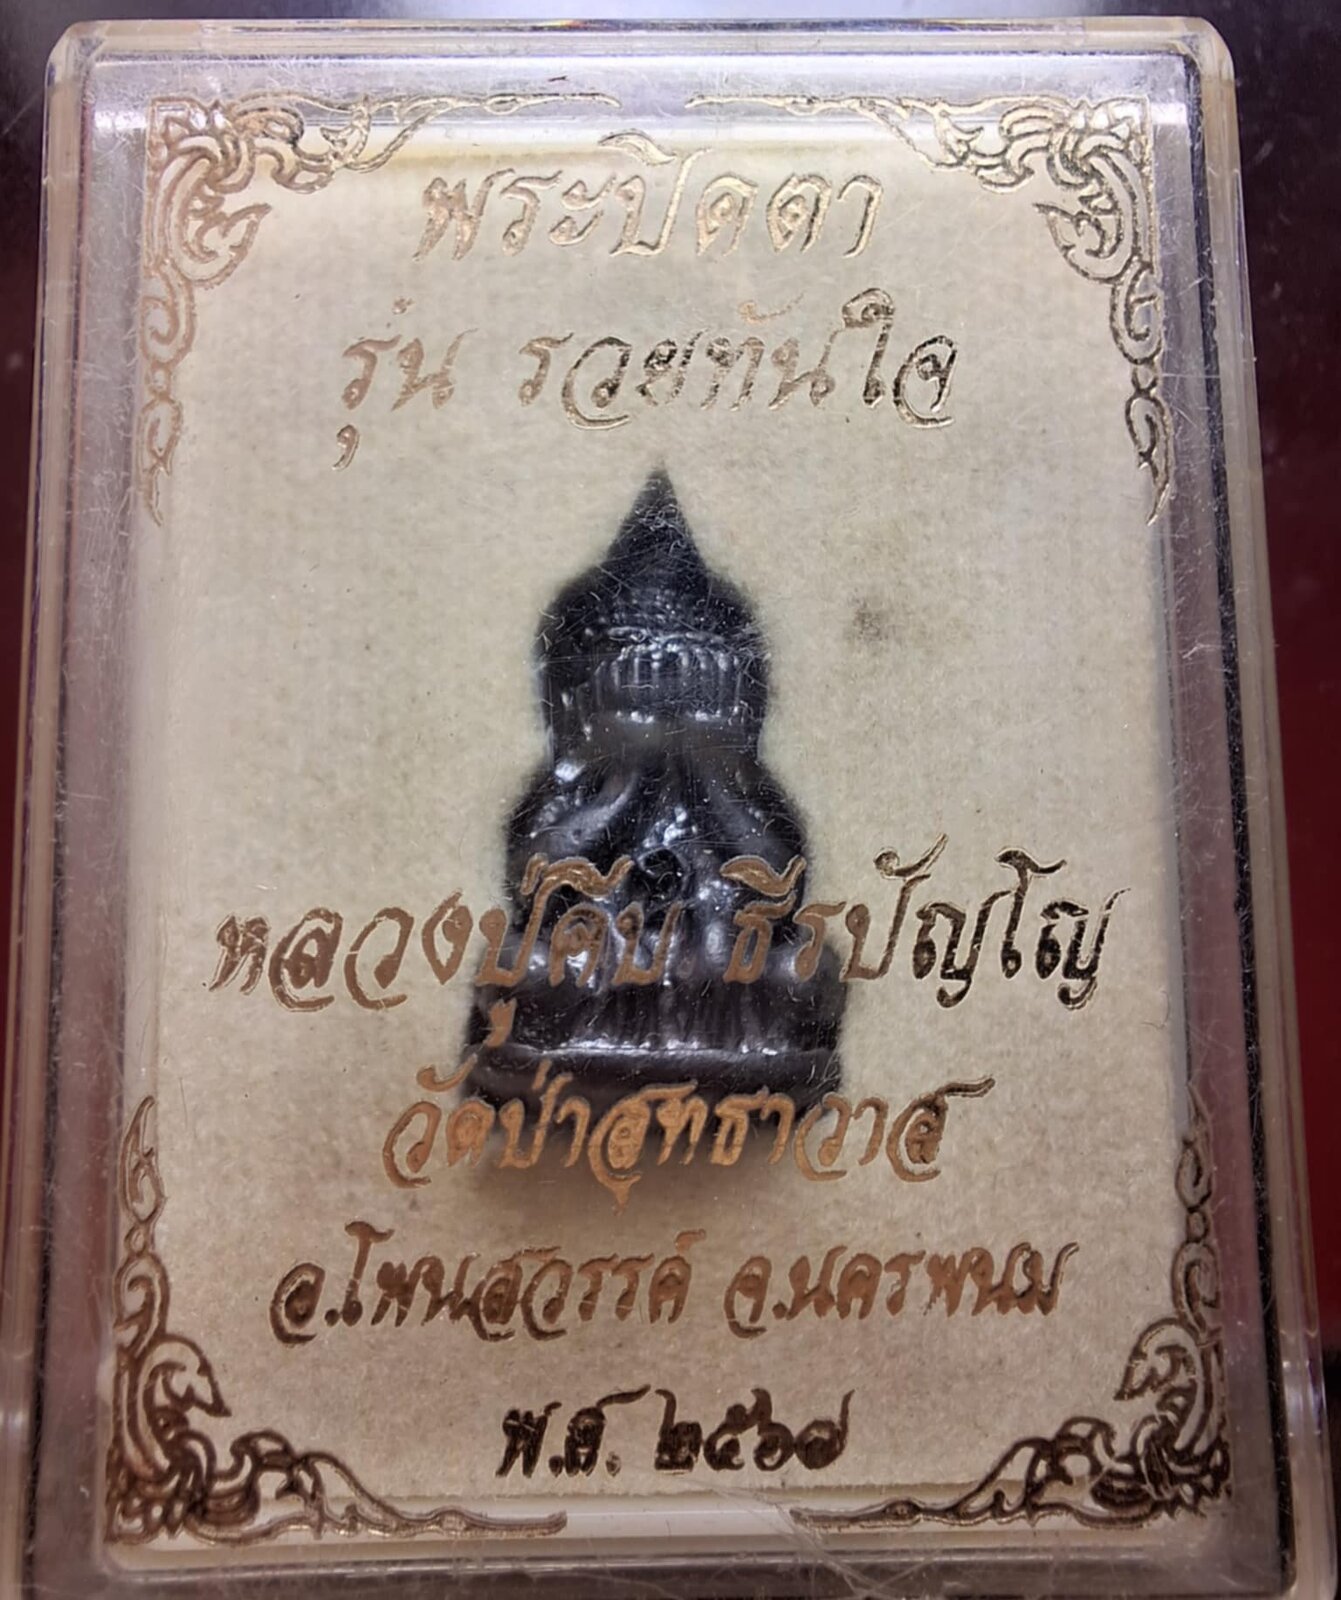 พระปิดตา
รุ่น รวยทันใจ
หลวงปู่คีบ ธีรปัญโญ
วัดป่าสุทธาวาส
อ.โพนสวรรค์ จ.นครพนม
พ.ศ. ๒๕๖๗